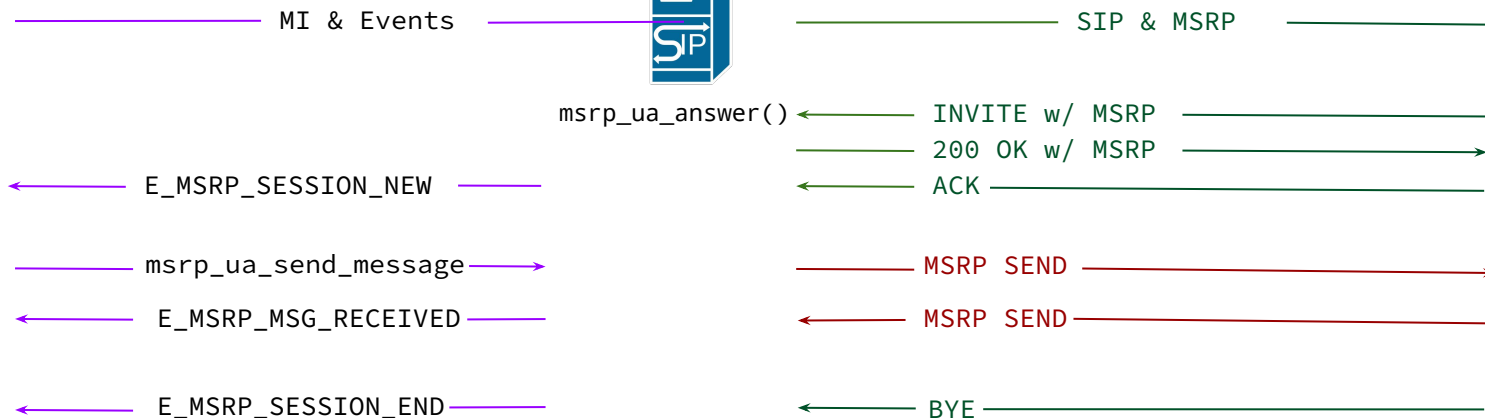 MI & Events
SIP
SIP & MSRP
msrp_ua_answer()
INVITE w/ MSRP
200 OK w/ MSRP
E_MSRP_SESSION_NEW
ACK
msrp_ua_send_message
MSRP SEND
E_MSRP_MSG_RECEIVED
MSRP SEND
E_MSRP_SESSION_END
BYE